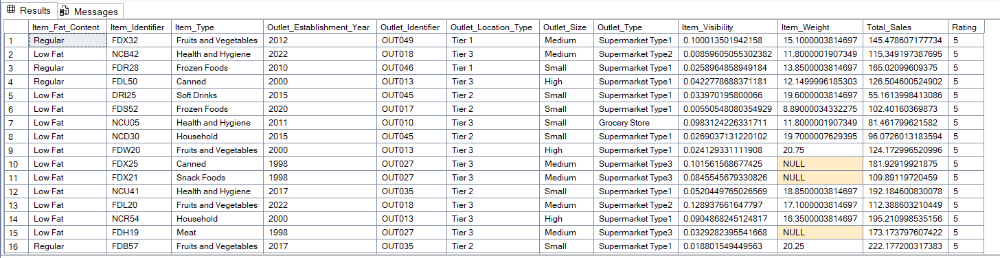 Results Messages
Item_Fat_Content Item_Identifier Item_Type Outlet_Establishment_Year Outlet_Identifier Outlet_Location_Type Outlet_Size Outlet_Type Item_Visibility Item_Weight Total_Sales Rating
1 Regular FDX32 Fruits and Vegetables 2012 OUT049 Tier 1 Medium Supermarket Type1 0.100013501942158 15.1000003814697 145.478607177734 5
2 Low Fat NCB42 Health and Hygiene 2022 OUT018 Tier 3 Medium Supermarket Type2 0.00859605055302382 11.8000001907349 115.349197387695 5
3 Regular FDR28 Frozen Foods 2010 OUT046 Tier 1 Small Supermarket Type1 0.0258964858949184 13.8500003814697 165.02099609375 5
4 Regular FDL50 Canned 2000 OUT013 Tier 3 High Supermarket Type1 0.0422778688371181 12.1499996185303 126.504600524902 5
5 Low Fat DRI25 Soft Drinks 2015 OUT045 Tier 2 Small Supermarket Type1 0.033970195800066 19.6000003814697 55.1613998413086 5
6 Low Fat FDS52 Frozen Foods 2020 OUT017 Tier 2 Small Supermarket Type1 0.00550548080354929 8.89000034332275 102.40160369873 5
7 Low Fat NCU05 Health and Hygiene 2011 OUT010 Tier 3 Small Grocery Store 0.0983124226331711 11.8000001907349 81.461799621582 5
8 Low Fat NCD30 Household 2015 OUT045 Tier 2 Small Supermarket Type1 0.0269037131220102 19.7000007629395 96.0726013183594 5
9 Low Fat FDW20 Fruits and Vegetables 2000 OUT013 Tier 3 High Supermarket Type1 0.024129331111908 20.75 124.172996520996 5
10 Low Fat FDX25 Canned 1998 OUT027 Tier 3 Medium Supermarket Type3 0.101561568677425 NULL 181.92919921875 5
11 Low Fat FDX21 Snack Foods 1998 OUT027 Tier 3 Medium Supermarket Type3 0.0845545679330826 NULL 109.89119720459 5
12 Low Fat NCU41 Health and Hygiene 2017 OUT035 Tier 2 Small Supermarket Type1 0.0520449765026569 18.8500003814697 192.184600830078 5
13 Low Fat FDL20 Fruits and Vegetables 2022 OUT018 Tier 3 Medium Supermarket Type2 0.128937661647797 17.1000003814697 112.388603210449 5
14 Low Fat NCR54 Household 2000 OUT013 Tier 3 High Supermarket Type1 0.0904868245124817 16.3500003814697 195.210998535156 5
15 Low Fat FDH19 Meat 1998 OUT027 Tier 3 Medium Supermarket Type3 0.0329282395541668 NULL 173.173797607422 5
16 Regular FDB57 Fruits and Vegetables 2017 OUT035 Tier 2 Small Supermarket Type1 0.018801549449563 20.25 222.177200317383 5